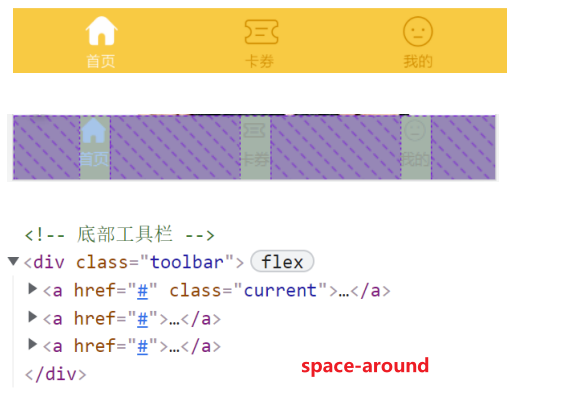 首页 卡券 我的
首页 卡券 我的
<!-- 底部工具栏 -->
<div class="toolbar"> flex
<a href="#" class="current">…</a>
<a href="#">…</a>
<a href="#">…</a>
</div>
space-around